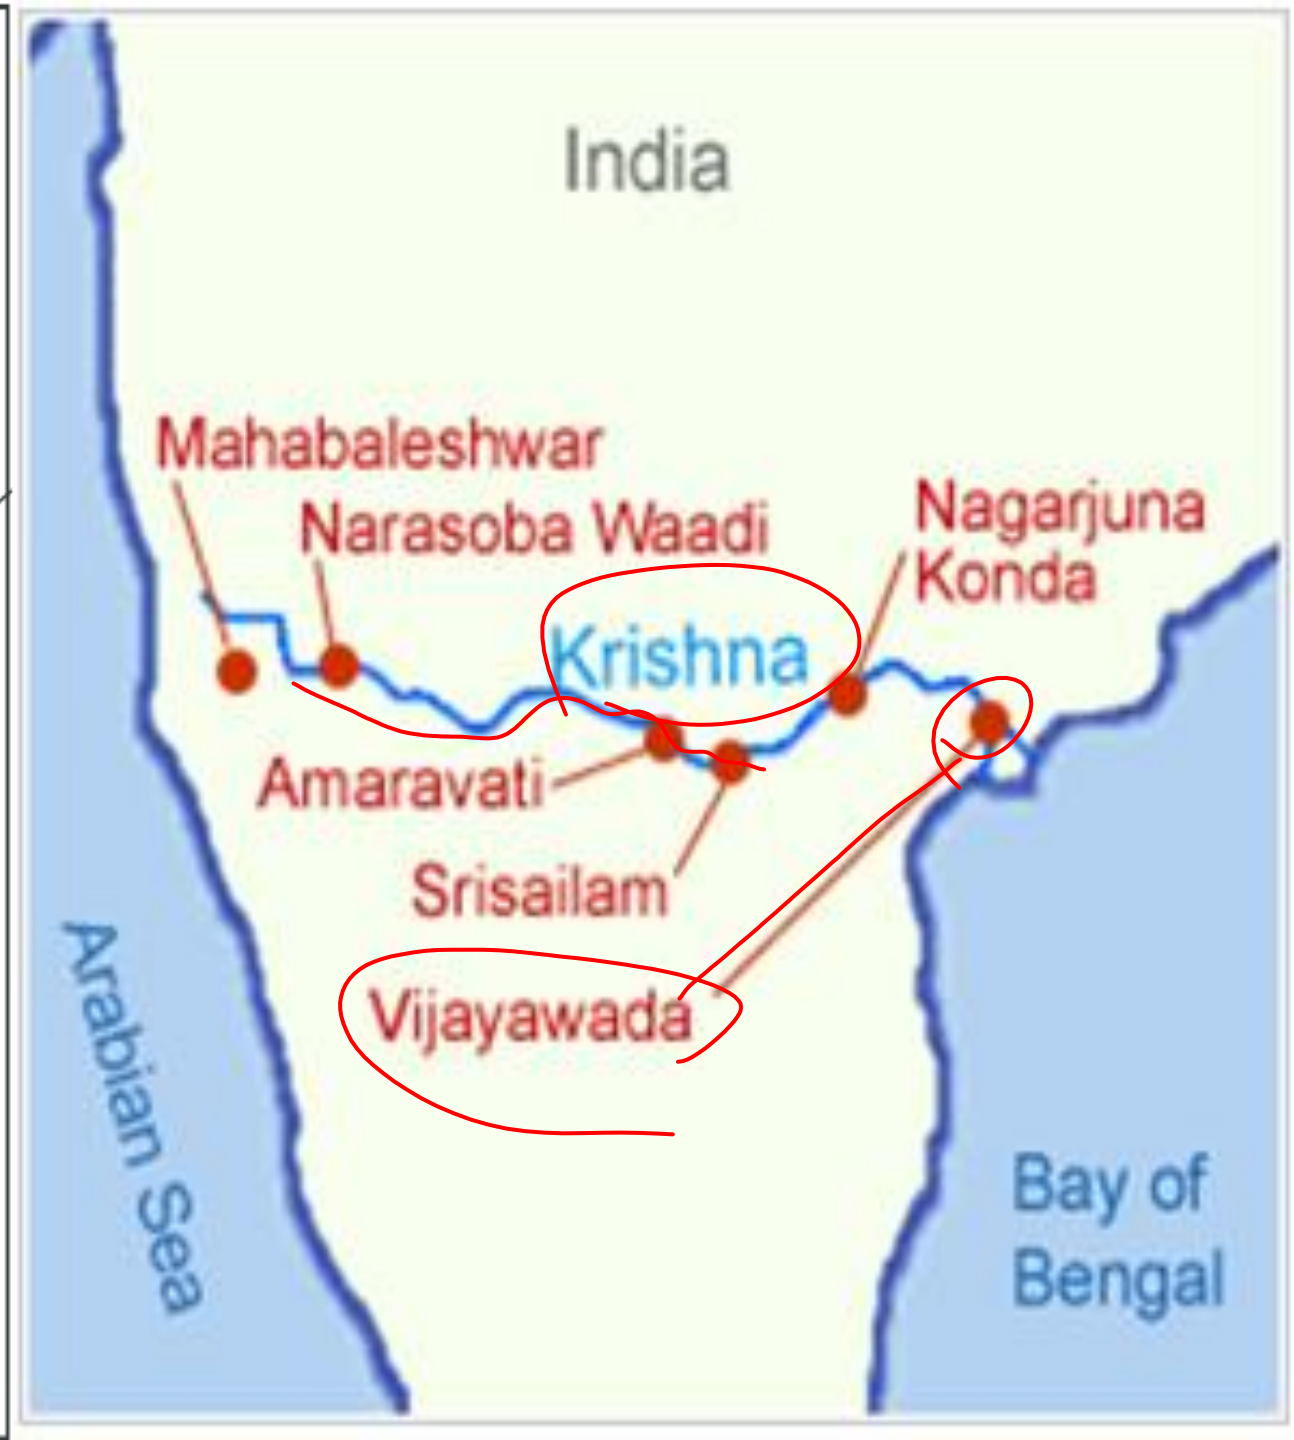 India
Mahabaleshwar
Narasoba Waadi
Nagarjuna
Konda
Krishna
Amaravati
Srisailam
Vijayawada
Arabian Sea
Bay of
Bengal